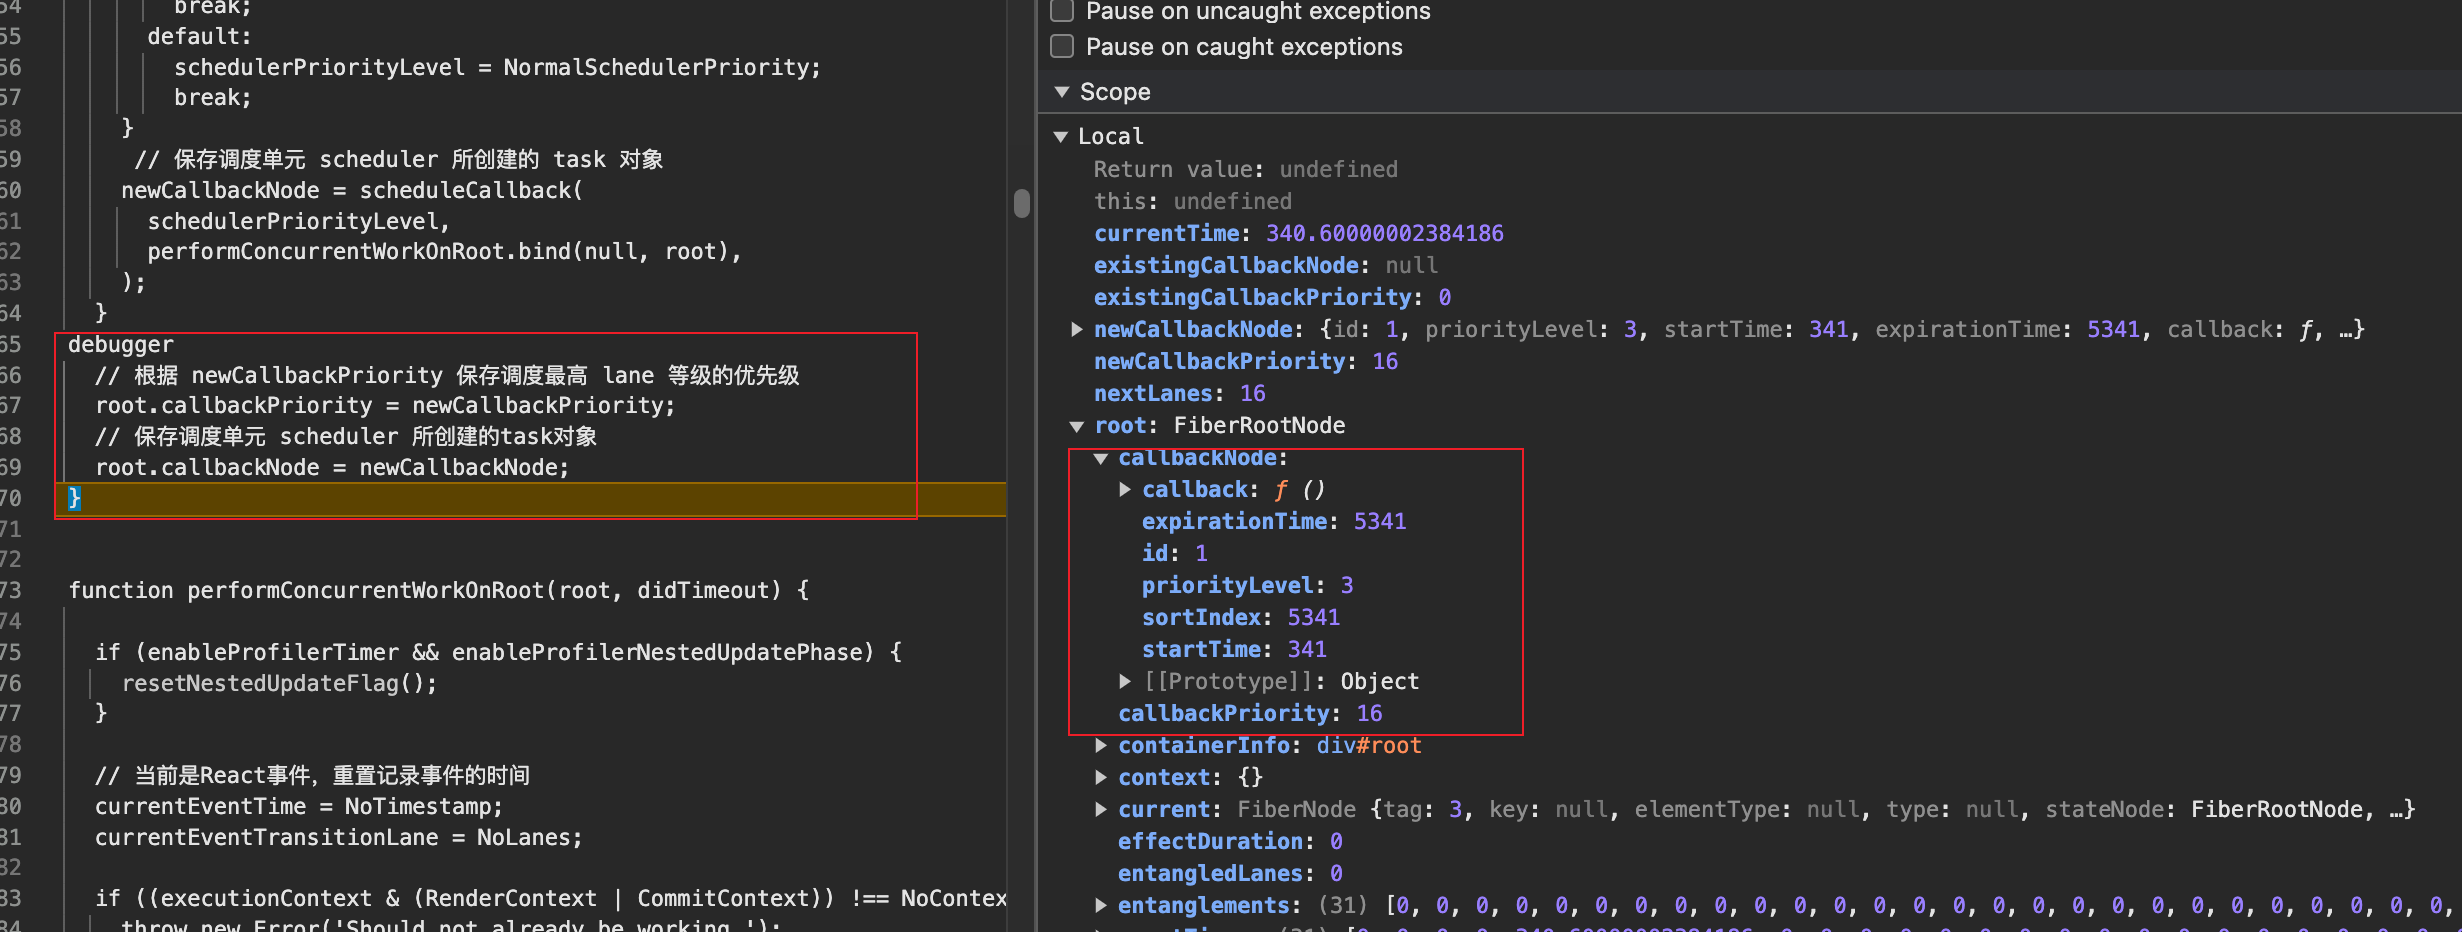 54 break;
55 default:
56 schedulerPriorityLevel = NormalSchedulerPriority;
57 break;
58 }
59 // 保存调度单元 scheduler 所创建的 task 对象
60 newCallbackNode = scheduleCallback(
61 schedulerPriorityLevel,
62 performConcurrentWorkOnRoot.bind(null, root),
63 );
64 }
65 debugger
66 // 根据 newCallbackPriority 保存调度最高 lane 等级的优先级
67 root.callbackPriority = newCallbackPriority;
68 // 保存调度单元 scheduler 所创建的task对象
69 root.callbackNode = newCallbackNode;
70 }
71
72
73 function performConcurrentWorkOnRoot(root, didTimeout) {
74
75 if (enableProfilerTimer && enableProfilerNestedUpdatePhase) {
76 resetNestedUpdateFlag();
77 }
78
79 // 当前是React事件，重置记录事件的时间
80 currentEventTime = NoTimestamp;
81 currentEventTransitionLane = NoLanes;
82
83 if ((executionContext & (RenderContext | CommitContext)) !== NoContex
84 throw new Error('Should not already be working.');
Pause on uncaught exceptions
Pause on caught exceptions
Scope
Local
Return value: undefined
this: undefined
currentTime: 340.60000002384186
existingCallbackNode: null
existingCallbackPriority: 0
newCallbackNode: {id: 1, priorityLevel: 3, startTime: 341, expirationTime: 5341, callback: ƒ, …}
newCallbackPriority: 16
nextLanes: 16
root: FiberRootNode
callbackNode:
callback: ƒ ()
expirationTime: 5341
id: 1
priorityLevel: 3
sortIndex: 5341
startTime: 341
[[Prototype]]: Object
callbackPriority: 16
containerInfo: div#root
context: {}
current: FiberNode {tag: 3, key: null, elementType: null, type: null, stateNode: FiberRootNode, …}
effectDuration: 0
entangledLanes: 0
entanglements: (31) [0, 0, 0, 0, 0, 0, 0, 0, 0, 0, 0, 0, 0, 0, 0, 0, 0, 0, 0, 0, 0, 0, 0, 0, 0, 0, 0,